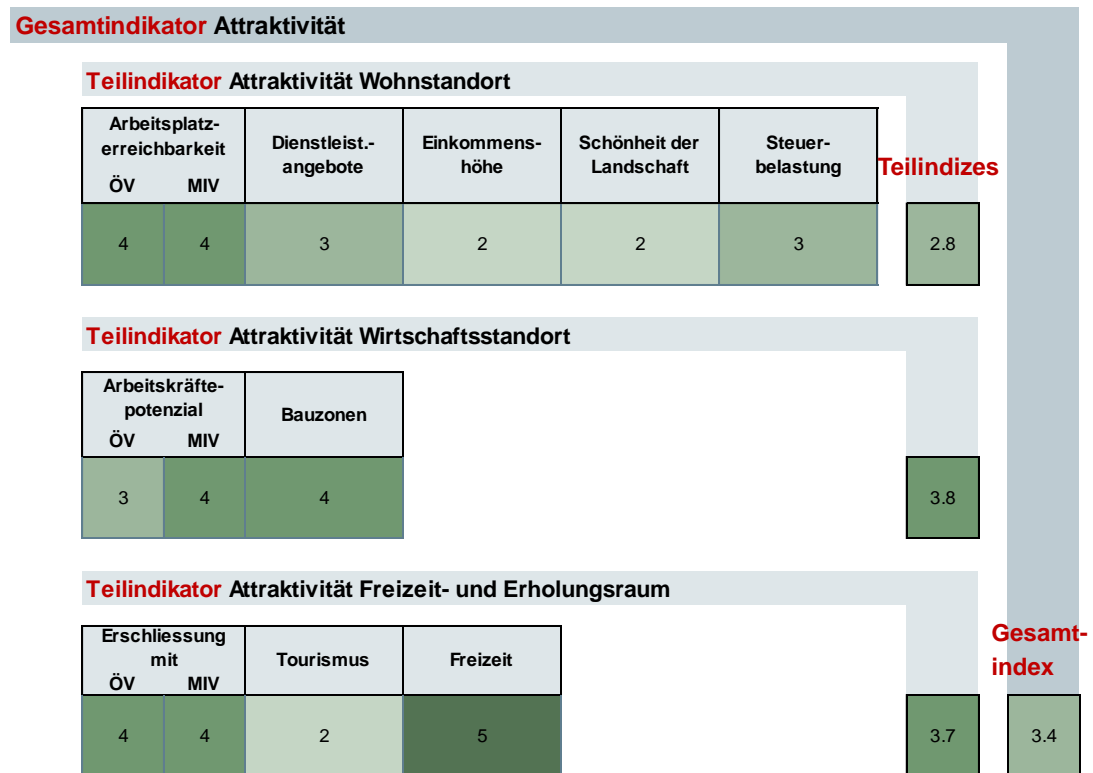 Gesamtindikator Attraktivität
Teilindikator Attraktivität Wohnstandort
Arbeitsplatz-
erreichbarkeit
ÖV MIV
Dienstleist.-
angebote
Einkommens-
höhe
Schönheit der
Landschaft
Steuer-
belastung
Teilindizes
4 4 3 2 2 3 2.8
Teilindikator Attraktivität Wirtschaftsstandort
Arbeitskräfte-
potenzial
ÖV MIV
Bauzonen
3 4 4 3.8
Teilindikator Attraktivität Freizeit- und Erholungsraum
Erschliessung
mit
ÖV MIV
Tourismus
Freizeit
Gesamt-
index
4 4 2 5 3.7 3.4